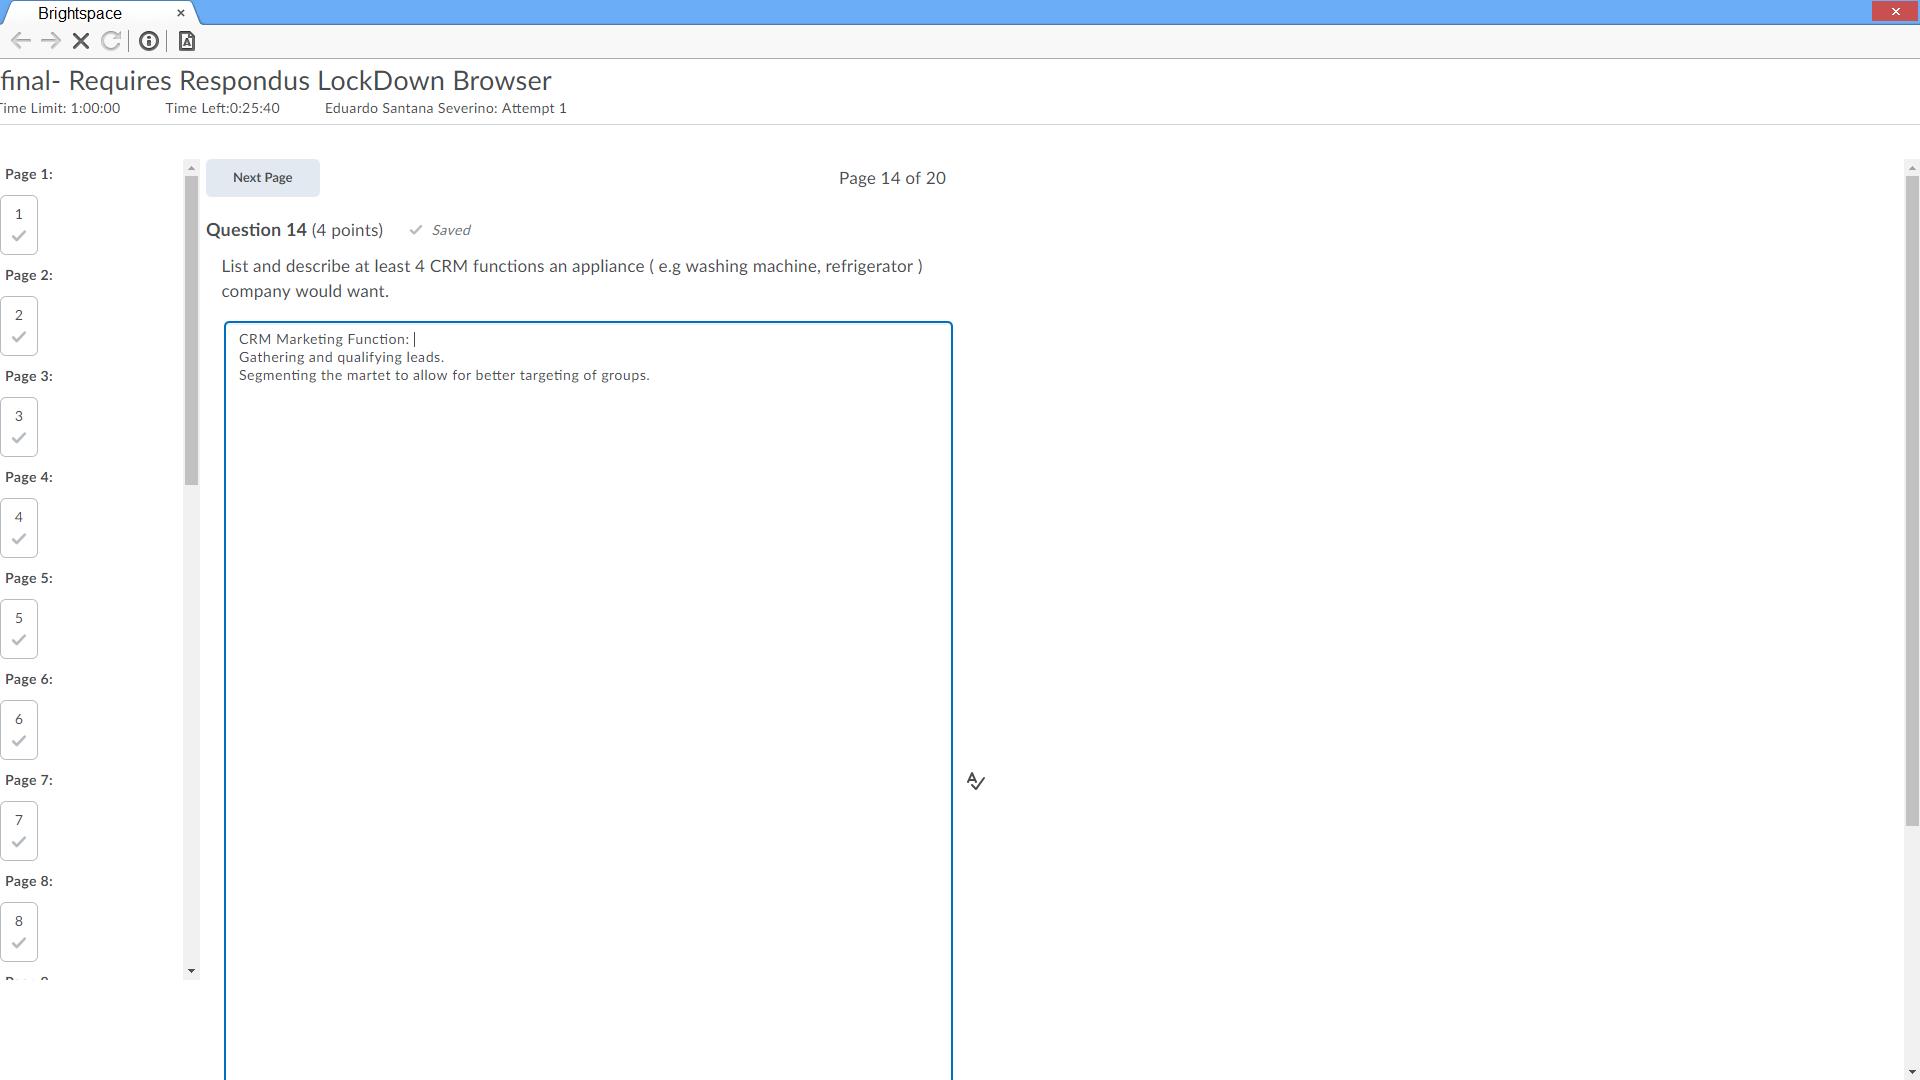 Brightspace
final- Requires Respondus LockDown Browser
Time Limit: 1:00:00 Time Left:0:25:40 Eduardo Santana Severino: Attempt 1
Page 1:
1
Page 2:
2
Page 3:
3
Page 4:
4
Page 5:
5
Page 6:
6
Page 7:
7
Page 8:
8
Next Page
Page 14 of 20
Question 14 (4 points) Saved
List and describe at least 4 CRM functions an appliance ( e.g washing machine, refrigerator )
company would want.
CRM Marketing Function:
Gathering and qualifying leads.
Segmenting the martet to allow for better targeting of groups.